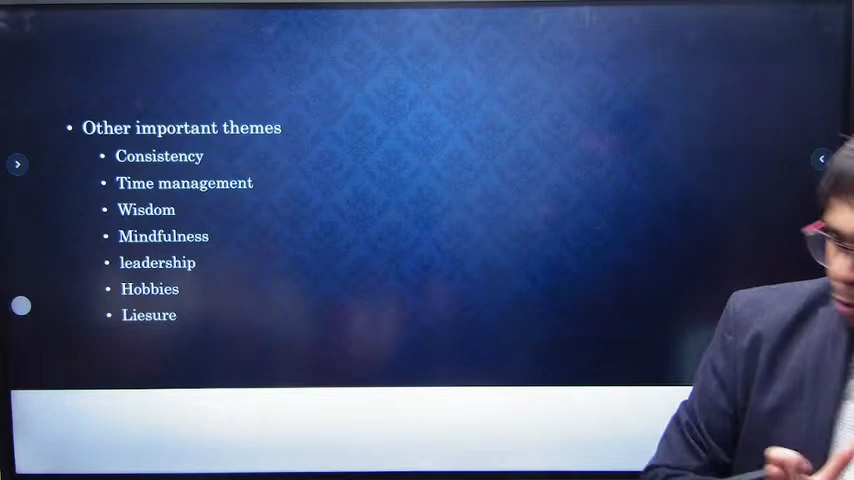 • Other important themes
• Consistency
• Time management
• Wisdom
• Mindfulness
• leadership
• Hobbies
• Liesure